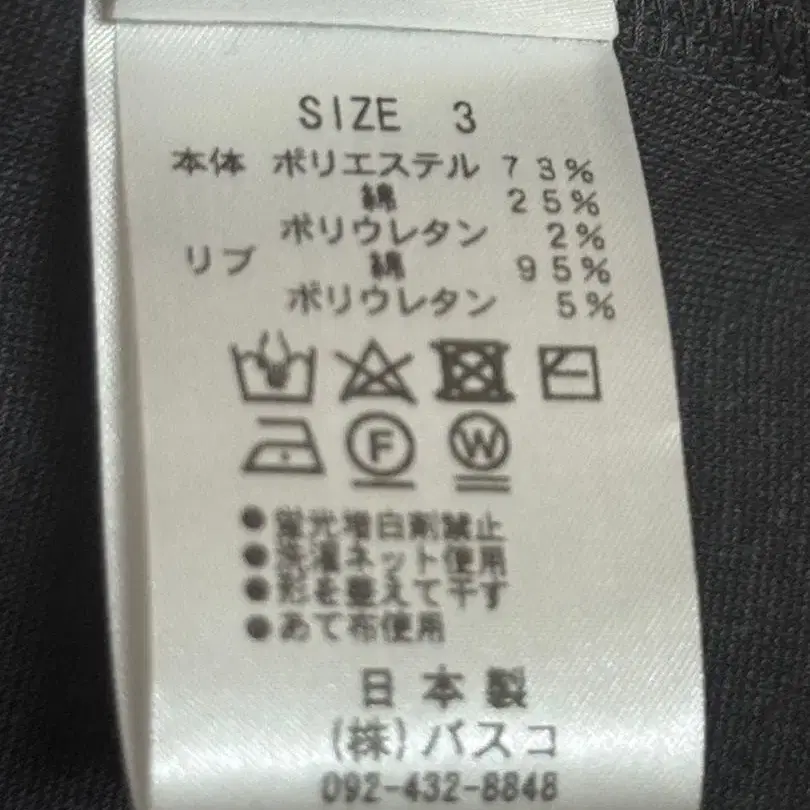 SIZE 3
本体 ポリエステル 73%
綿 25%
ポリウレタン 2%
リブ 綿 95%
ポリウレタン 5%
F W
●蛍光増白剤禁止
●洗濯ネット使用
●形を整えて干す
●あて布使用
日本製
(株)バスコ
092-432-8848